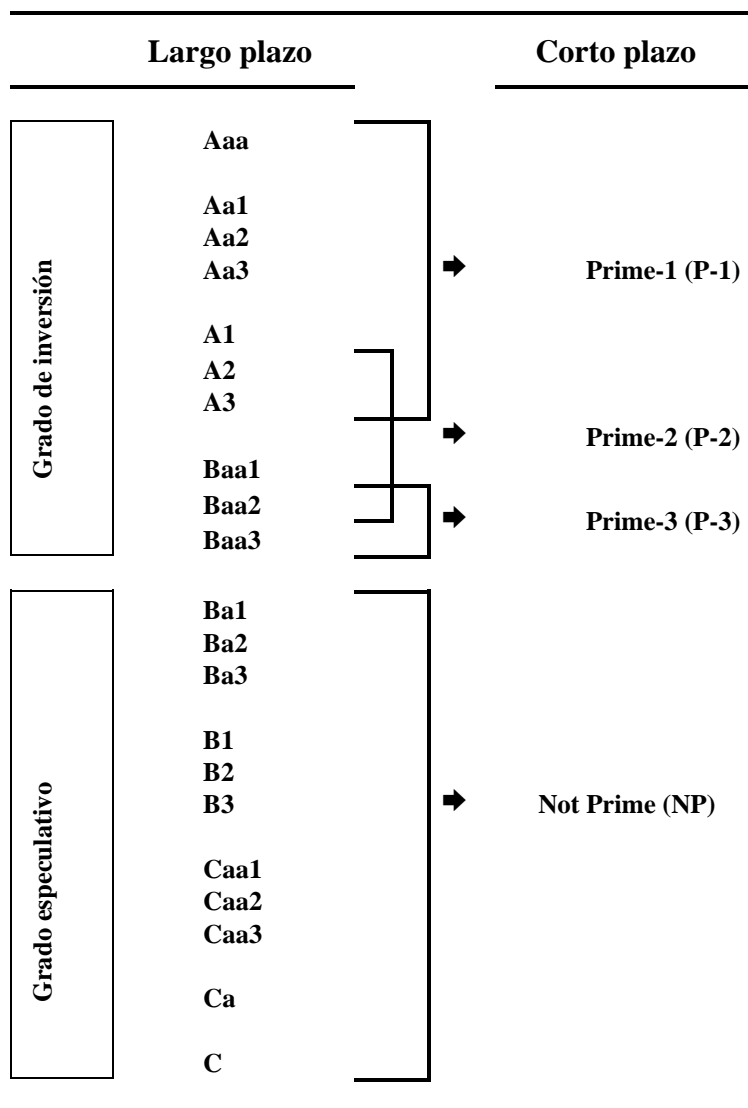 Largo plazo Corto plazo
Grado de inversión
Aaa
Aa1
Aa2
Aa3 Prime-1 (P-1)
A1
A2
A3
Prime-2 (P-2)
Baa1
Baa2
Prime-3 (P-3)
Baa3
Grado especulativo
Ba1
Ba2
Ba3
B1
B2
B3 Not Prime (NP)
Caa1
Caa2
Caa3
Ca
C